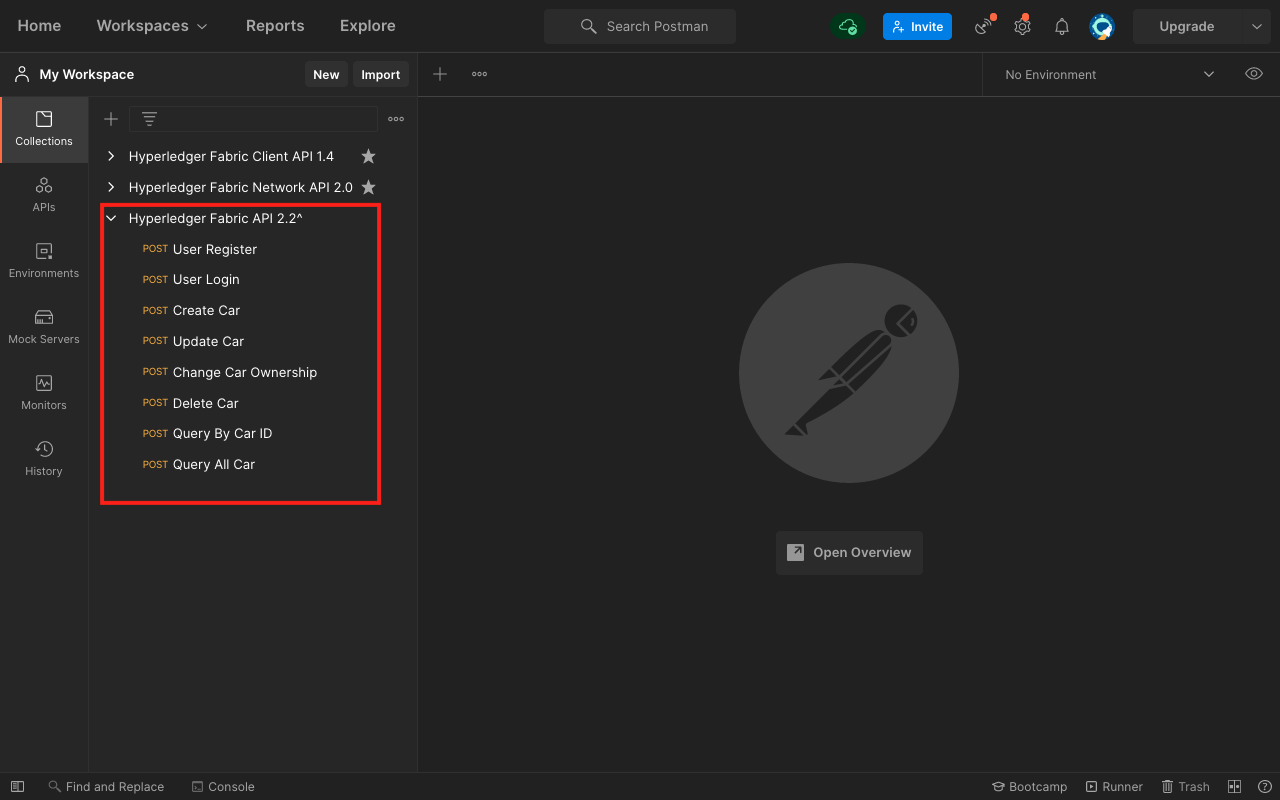 Home Workspaces Reports Explore Search Postman Invite Upgrade
My Workspace New Import No Environment
Collections
APIs
Environments
Mock Servers
Monitors
History
Hyperledger Fabric Client API 1.4
Hyperledger Fabric Network API 2.0
Hyperledger Fabric API 2.2^
POST User Register
POST User Login
POST Create Car
POST Update Car
POST Change Car Ownership
POST Delete Car
POST Query By Car ID
POST Query All Car
Open Overview
Find and Replace Console Bootcamp Runner Trash